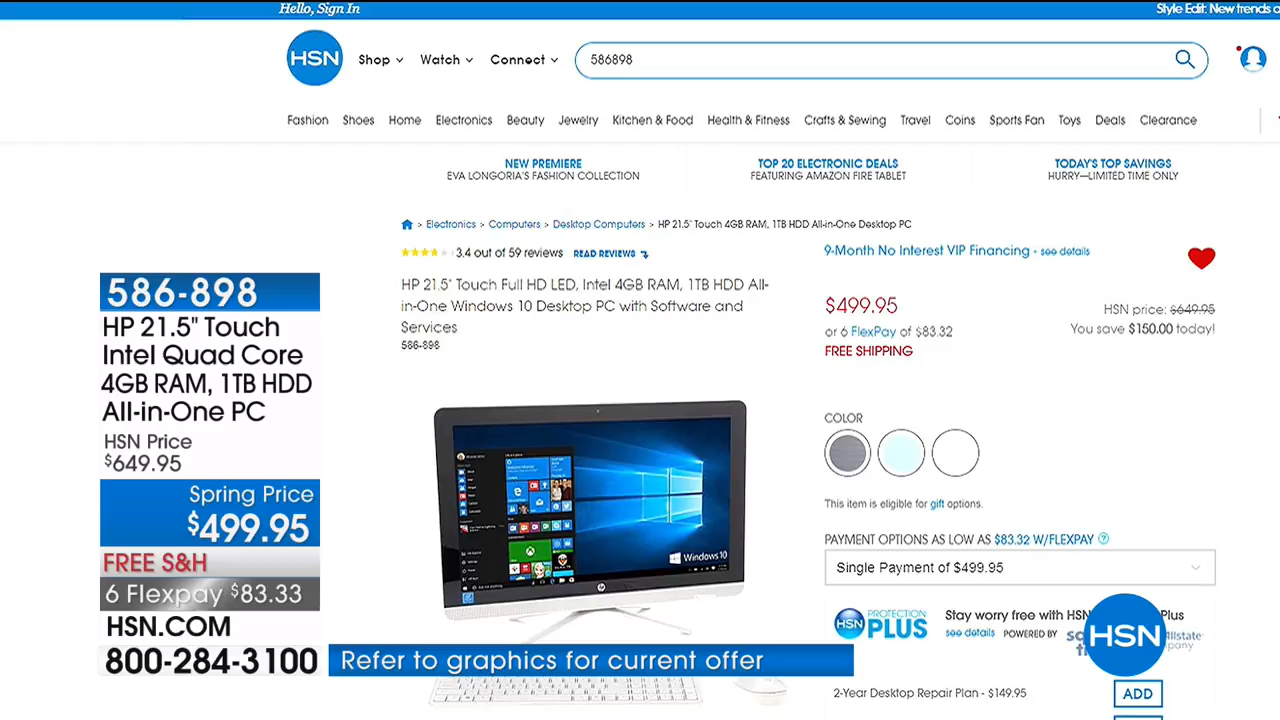 Hello, Sign In
Style Edit: New trends
HSN
Shop
Watch
Connect
586898
Fashion
Shoes
Home
Electronics
Beauty
Jewelry
Kitchen & Food
Health & Fitness
Crafts & Sewing
Travel
Coins
Sports Fan
Toys
Deals
Clearance
NEW PREMIERE
EVA LONGORIA'S FASHION COLLECTION
TOP 20 ELECTRONIC DEALS
FEATURING AMAZON FIRE TABLET
TODAY'S TOP SAVINGS
HURRY—LIMITED TIME ONLY
Electronics > Computers > Desktop Computers > HP 21.5" Touch 4GB RAM, 1TB HDD All-in-One Desktop PC
3.4 out of 59 reviews READ REVIEWS
HP 21.5" Touch Full HD LED, Intel 4GB RAM, 1TB HDD All-
in-One Windows 10 Desktop PC with Software and
Services
586-898
9-Month No Interest VIP Financing - see details
$499.95
or 6 FlexPay of $83.32
FREE SHIPPING
HSN price: $649.95
You save $150.00 today!
COLOR
This item is eligible for gift options.
PAYMENT OPTIONS AS LOW AS $83.32 W/FLEXPAY
Single Payment of $499.95
HSN PROTECTION
PLUS
Stay worry free with HSN Plus
see details POWERED BY
2-Year Desktop Repair Plan - $149.95
ADD
HSN
Windows 10
hp
586-898
HP 21.5" Touch
Intel Quad Core
4GB RAM, 1TB HDD
All-in-One PC
HSN Price
$649.95
Spring Price
$499.95
FREE S&H
6 Flexpay $83.33
HSN.COM
800-284-3100
Refer to graphics for current offer